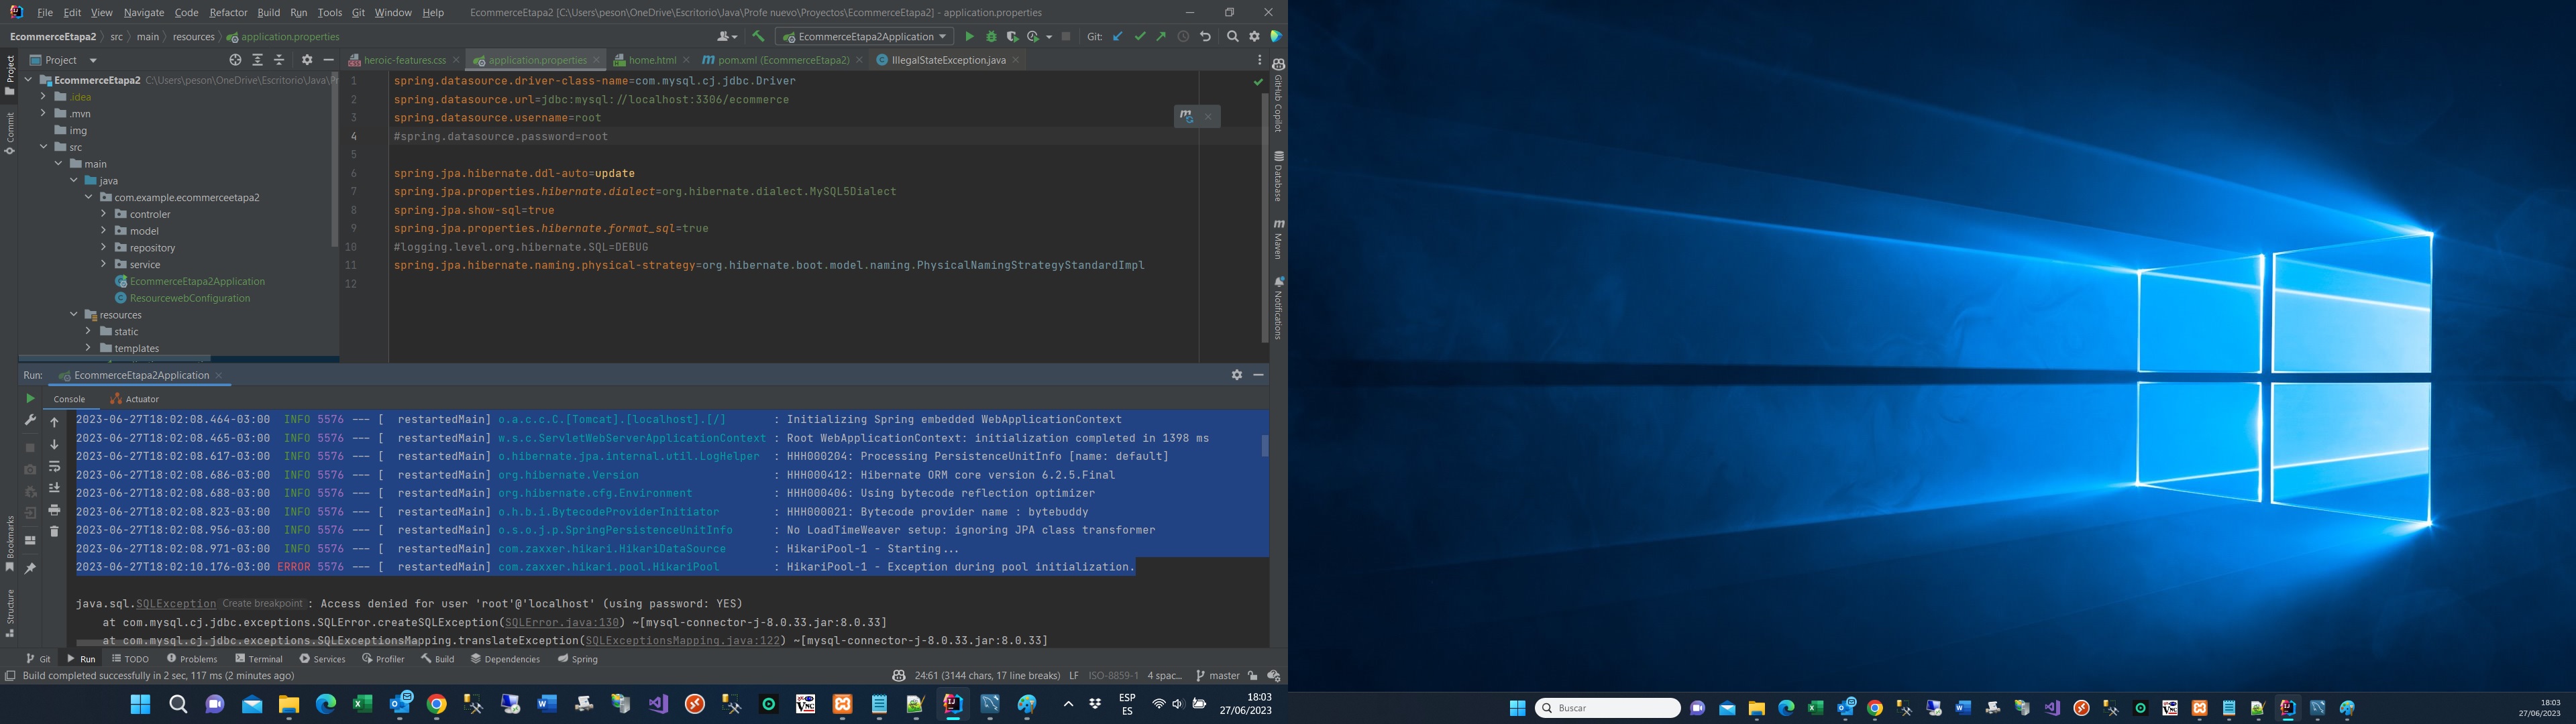 File Edit View Navigate Code Refactor Build Run Tools Git Window Help EcommerceEtapa2 [C:\Users\peson\OneDrive\Escritorio\Java\Profe nuevo\Proyectos\EcommerceEtapa2] - application.properties
EcommerceEtapa2 src main resources application.properties
EcommerceEtapa2Application
Git:
Project
heroic-features.css
application.properties
home.html
pom.xml (EcommerceEtapa2)
IllegalStateException.java
Project
Commit
EcommerceEtapa2 C:\Users\peson\OneDrive\Escritorio\Java\P
.idea
.mvn
img
src
main
java
com.example.ecommerceetapa2
controler
model
repository
service
EcommerceEtapa2Application
ResourcewebConfiguration
resources
static
templates
1 spring.datasource.driver-class-name=com.mysql.cj.jdbc.Driver
2 spring.datasource.url=jdbc:mysql://localhost:3306/ecommerce
3 spring.datasource.username=root
4 #spring.datasource.password=root
5
6 spring.jpa.hibernate.ddl-auto=update
7 spring.jpa.properties.hibernate.dialect=org.hibernate.dialect.MySQL5Dialect
8 spring.jpa.show-sql=true
9 spring.jpa.properties.hibernate.format_sql=true
10 #logging.level.org.hibernate.SQL=DEBUG
11 spring.jpa.hibernate.naming.physical-strategy=org.hibernate.boot.model.naming.PhysicalNamingStrategyStandardImpl
12
GitHub Copilot
Database
Maven
Notifications
Run: EcommerceEtapa2Application
Console Actuator
2023-06-27T18:02:08.464-03:00 INFO 5576 --- [ restartedMain] o.a.c.c.C.[Tomcat].[localhost].[/] : Initializing Spring embedded WebApplicationContext
2023-06-27T18:02:08.465-03:00 INFO 5576 --- [ restartedMain] w.s.c.ServletWebServerApplicationContext : Root WebApplicationContext: initialization completed in 1398 ms
2023-06-27T18:02:08.617-03:00 INFO 5576 --- [ restartedMain] o.hibernate.jpa.internal.util.LogHelper : HHH000204: Processing PersistenceUnitInfo [name: default]
2023-06-27T18:02:08.686-03:00 INFO 5576 --- [ restartedMain] org.hibernate.Version : HHH000412: Hibernate ORM core version 6.2.5.Final
2023-06-27T18:02:08.688-03:00 INFO 5576 --- [ restartedMain] org.hibernate.cfg.Environment : HHH000406: Using bytecode reflection optimizer
2023-06-27T18:02:08.823-03:00 INFO 5576 --- [ restartedMain] o.h.b.i.BytecodeProviderInitiator : HHH000021: Bytecode provider name : bytebuddy
2023-06-27T18:02:08.956-03:00 INFO 5576 --- [ restartedMain] o.s.o.j.p.SpringPersistenceUnitInfo : No LoadTimeWeaver setup: ignoring JPA class transformer
2023-06-27T18:02:08.971-03:00 INFO 5576 --- [ restartedMain] com.zaxxer.hikari.HikariDataSource : HikariPool-1 - Starting...
2023-06-27T18:02:10.176-03:00 ERROR 5576 --- [ restartedMain] com.zaxxer.hikari.pool.HikariPool : HikariPool-1 - Exception during pool initialization.
java.sql.SQLException Create breakpoint : Access denied for user 'root'@'localhost' (using password: YES)
at com.mysql.cj.jdbc.exceptions.SQLError.createSQLException(SQLError.java:130) ~[mysql-connector-j-8.0.33.jar:8.0.33]
at com.mysql.cj.jdbc.exceptions.SQLExceptionsMapping.translateException(SQLExceptionsMapping.java:122) ~[mysql-connector-j-8.0.33.jar:8.0.33]
Bookmarks
Structure
Git Run TODO Problems Terminal Services Profiler Build Dependencies Spring
Build completed successfully in 2 sec, 117 ms (2 minutes ago)
24:61 (3144 chars, 17 line breaks) LF ISO-8859-1 4 spac... master
ESP
ES
18:03
27/06/2023
Buscar
18:03
27/06/2023